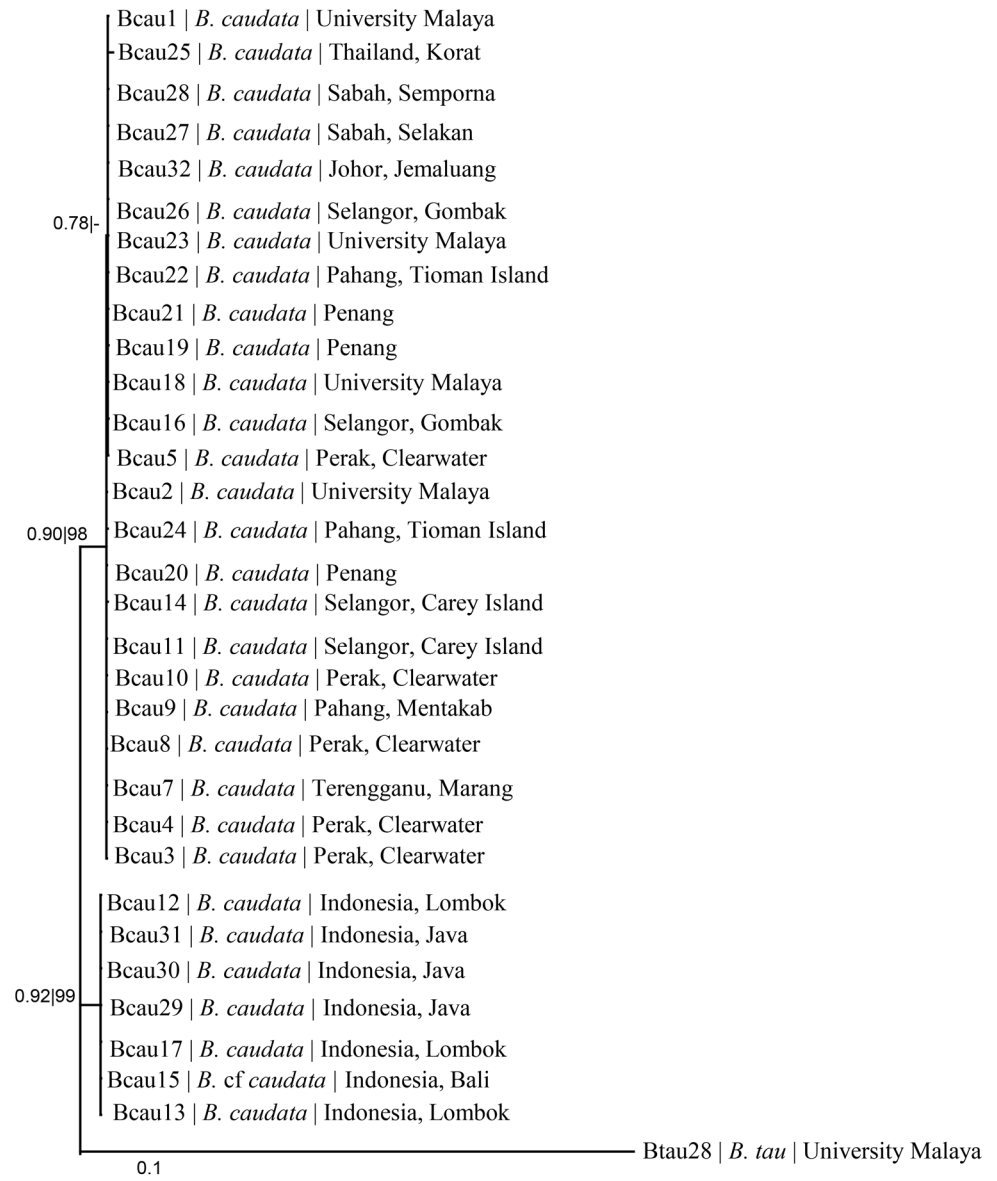 Bcau1 | B. caudata | University Malaya
Bcau25 | B. caudata | Thailand, Korat
Bcau28 | B. caudata | Sabah, Semporna
Bcau27 | B. caudata | Sabah, Selakan
Bcau32 | B. caudata | Johor, Jemaluang
Bcau26 | B. caudata | Selangor, Gombak
0.78|-
Bcau23 | B. caudata | University Malaya
Bcau22 | B. caudata | Pahang, Tioman Island
Bcau21 | B. caudata | Penang
Bcau19 | B. caudata | Penang
Bcau18 | B. caudata | University Malaya
Bcau16 | B. caudata | Selangor, Gombak
Bcau5 | B. caudata | Perak, Clearwater
Bcau2 | B. caudata | University Malaya
Bcau24 | B. caudata | Pahang, Tioman Island
0.90|98
Bcau20 | B. caudata | Penang
Bcau14 | B. caudata | Selangor, Carey Island
Bcau11 | B. caudata | Selangor, Carey Island
Bcau10 | B. caudata | Perak, Clearwater
Bcau9 | B. caudata | Pahang, Mentakab
Bcau8 | B. caudata | Perak, Clearwater
Bcau7 | B. caudata | Terengganu, Marang
Bcau4 | B. caudata | Perak, Clearwater
Bcau3 | B. caudata | Perak, Clearwater
Bcau12 | B. caudata | Indonesia, Lombok
Bcau31 | B. caudata | Indonesia, Java
Bcau30 | B. caudata | Indonesia, Java
0.92|99
Bcau29 | B. caudata | Indonesia, Java
Bcau17 | B. caudata | Indonesia, Lombok
Bcau15 | B. cf caudata | Indonesia, Bali
Bcau13 | B. caudata | Indonesia, Lombok
Btau28 | B. tau | University Malaya
0.1